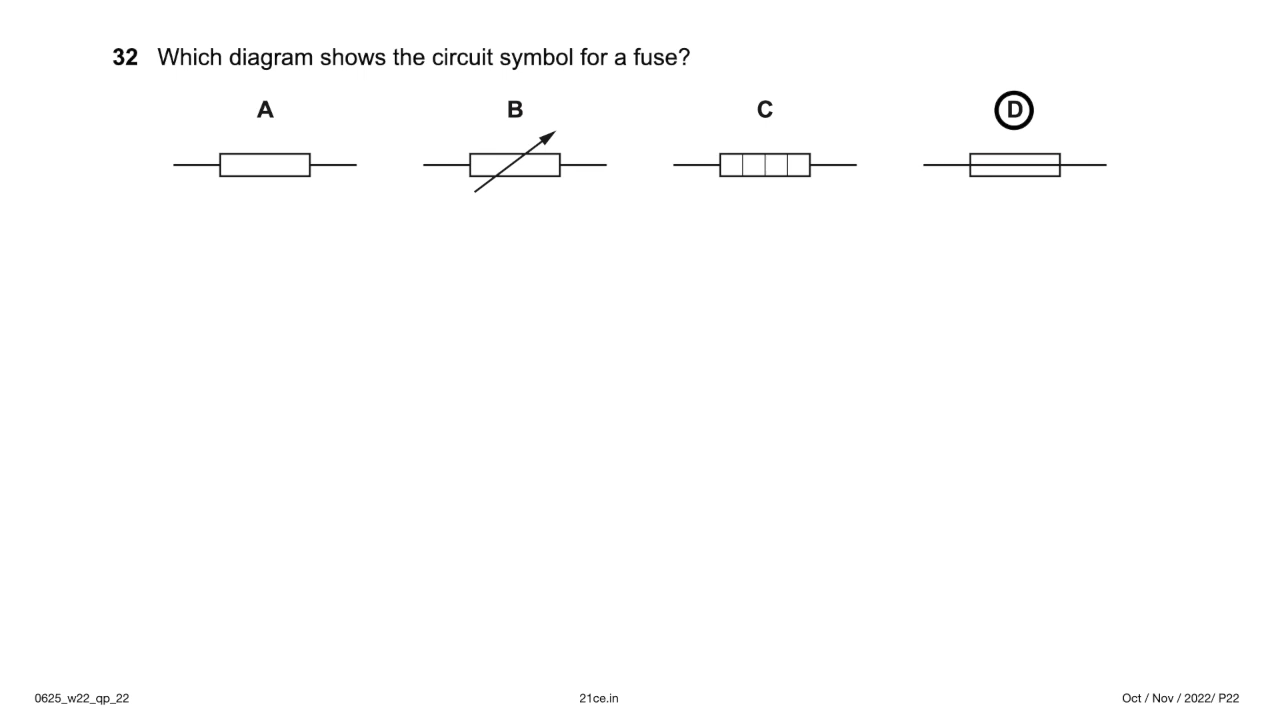 32 Which diagram shows the circuit symbol for a fuse?
A B C D
0625_w22_qp_22 21ce.in Oct / Nov / 2022/ P22